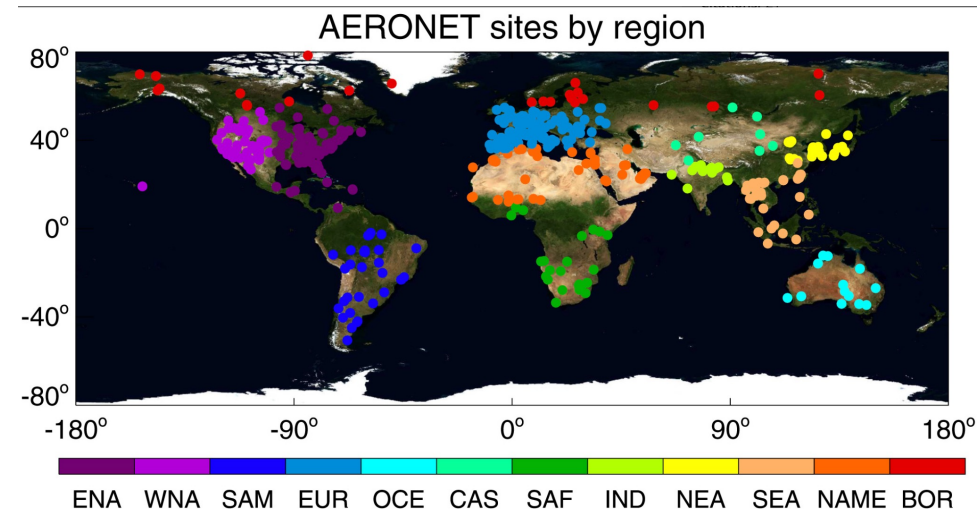 AERONET sites by region
80°
40°
0°
-40°
-80°
-180° -90° 0° 90° 180°
ENA WNA SAM EUR OCE CAS SAF IND NEA SEA NAME BOR